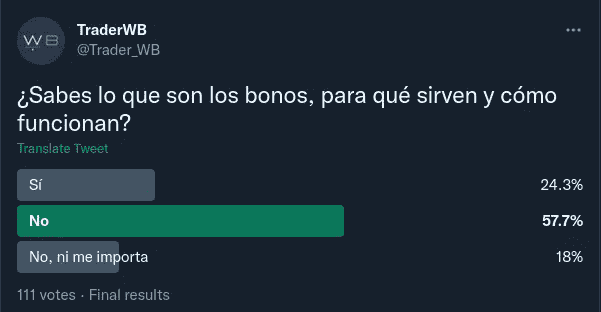 WB
TraderWB
@Trader_WB
¿Sabes lo que son los bonos, para qué sirven y cómo
funcionan?
Translate Tweet
Sí 24.3%
No 57.7%
No, ni me importa 18%
111 votes · Final results